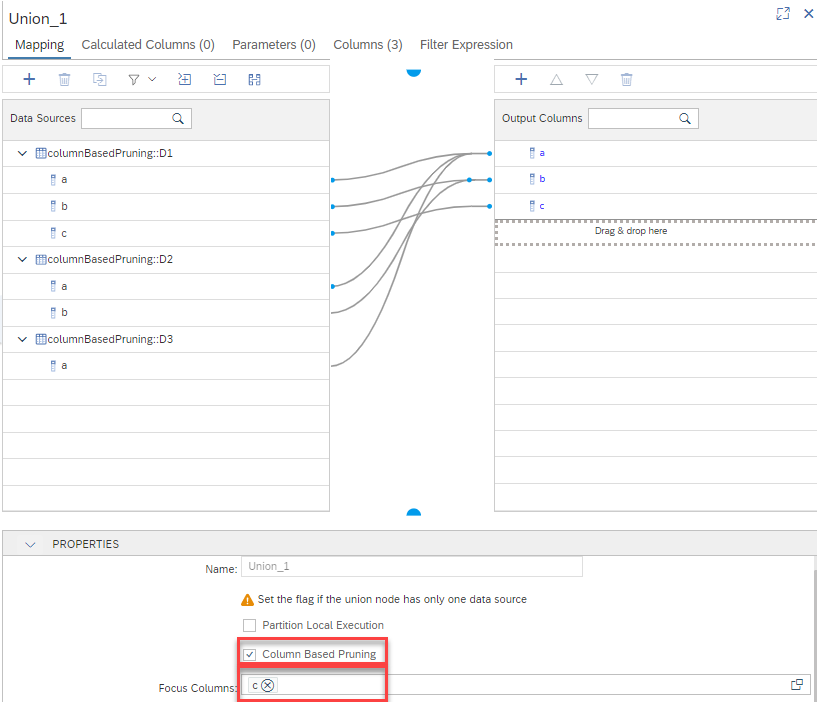 Union_1
Mapping Calculated Columns (0) Parameters (0) Columns (3) Filter Expression
Data Sources
Output Columns
columnBasedPruning::D1
a
b
c
columnBasedPruning::D2
a
b
columnBasedPruning::D3
a
a
b
c
Drag & drop here
PROPERTIES
Name: Union_1
Set the flag if the union node has only one data source
Partition Local Execution
Column Based Pruning
Focus Columns: c